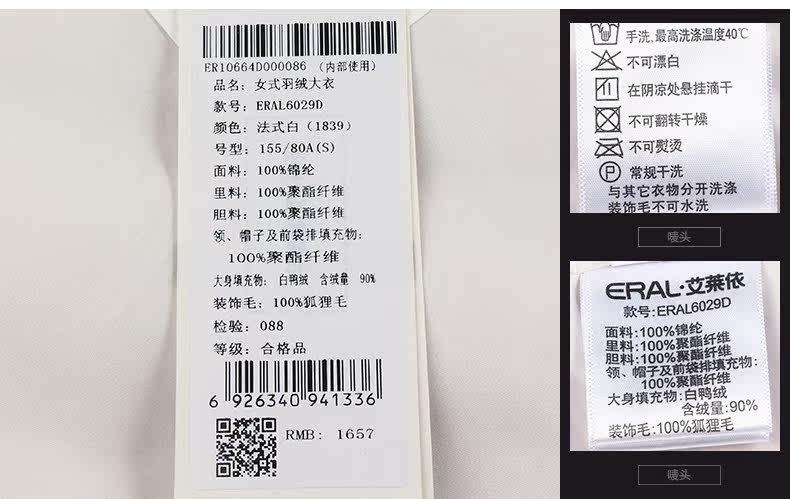 ER10664D000086 (内部使用)
品名: 女式羽绒大衣
款号: ERAL6029D
颜色: 法式白 (1839)
号型: 155/80A(S)
面料: 100%锦纶
里料: 100%聚酯纤维
胆料: 100%聚酯纤维
领、帽子及前袋排填充物:
100%聚酯纤维
大身填充物: 白鸭绒 含绒量 90%
装饰毛: 100%狐狸毛
检验: 088
等级: 合格品
6 926340 941336
RMB: 1657
手洗,最高洗涤温度40℃
不可漂白
在阴凉处悬挂滴干
不可翻转干燥
不可熨烫
P 常规干洗
与其它衣物分开洗涤
装饰毛不可水洗
唛头
ERAL·艾莱依
款号:ERAL6029D
面料:100%锦纶
里料:100%聚酯纤维
胆料:100%聚酯纤维
领、帽子及前袋排填充物:
100%聚酯纤维
大身填充物:白鸭绒
含绒量:90%
装饰毛:100%狐狸毛
唛头